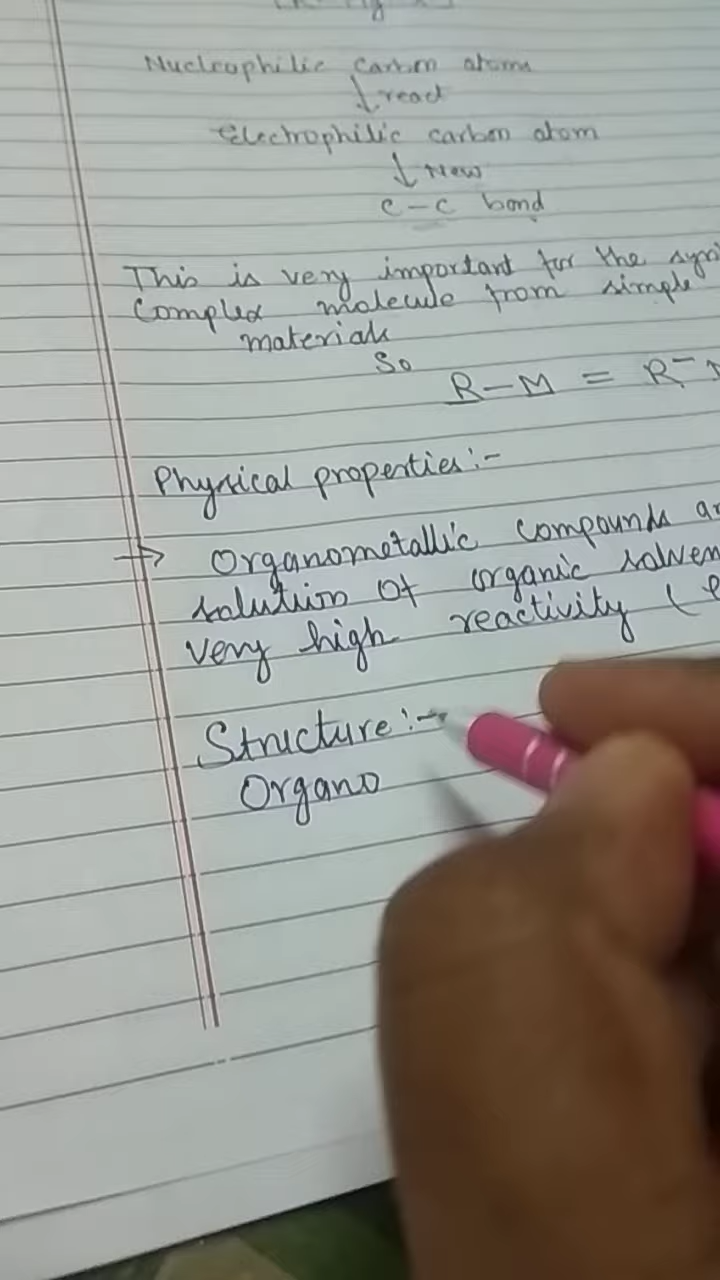 Nucleophilic carbon atoms
↓ react
electrophilic carbon atom
↓ New
C-C bond
This is very important for the
Complex molecule from simple
materials
So
R-M = R⁻
Physical properties:-
→ Organometallic compounds
solution of organic
very high reactivity (
Structure:-
Organo